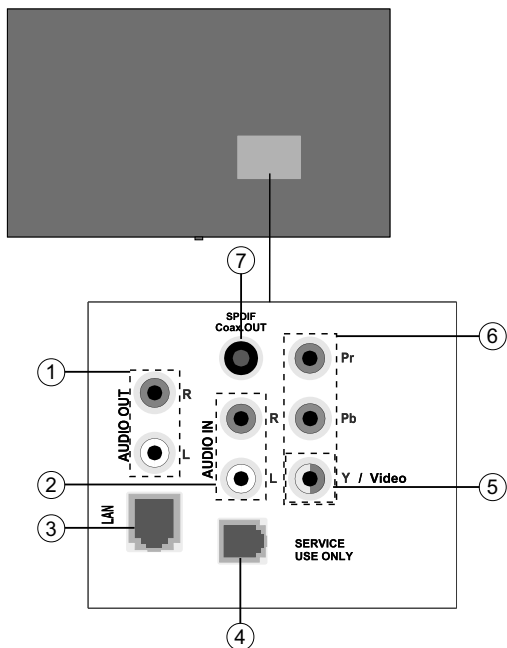 7
SPDIF
Coax.OUT
6
1
Pr
R
AUDIO OUT
R
Pb
AUDIO IN
L
L
Y / Video
2
5
LAN
3
SERVICE
USE ONLY
4